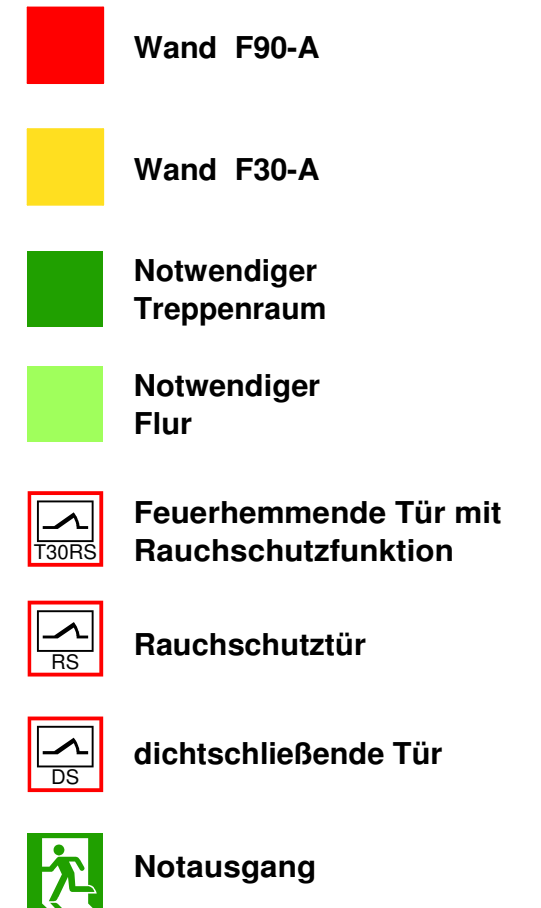 Wand F90-A
Wand F30-A
Notwendiger
Treppenraum
Notwendiger
Flur
T30RS
Feuerhemmende Tür mit
Rauchschutzfunktion
RS
Rauchschutztür
DS
dichtschließende Tür
Notausgang